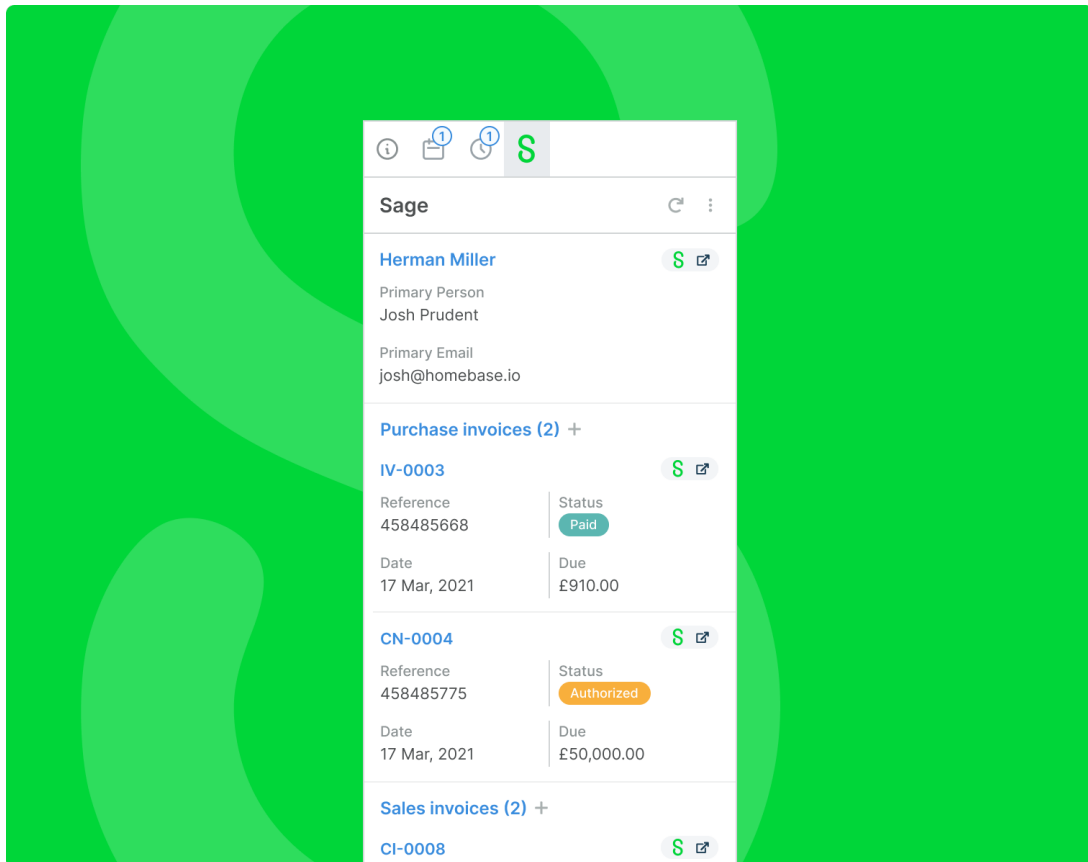 1 1
Sage
Herman Miller
Primary Person
Josh Prudent
Primary Email
josh@homebase.io
Purchase invoices (2) +
IV-0003
Reference Status
458485668 Paid
Date Due
17 Mar, 2021 £910.00
CN-0004
Reference Status
458485775 Authorized
Date Due
17 Mar, 2021 £50,000.00
Sales invoices (2) +
CI-0008